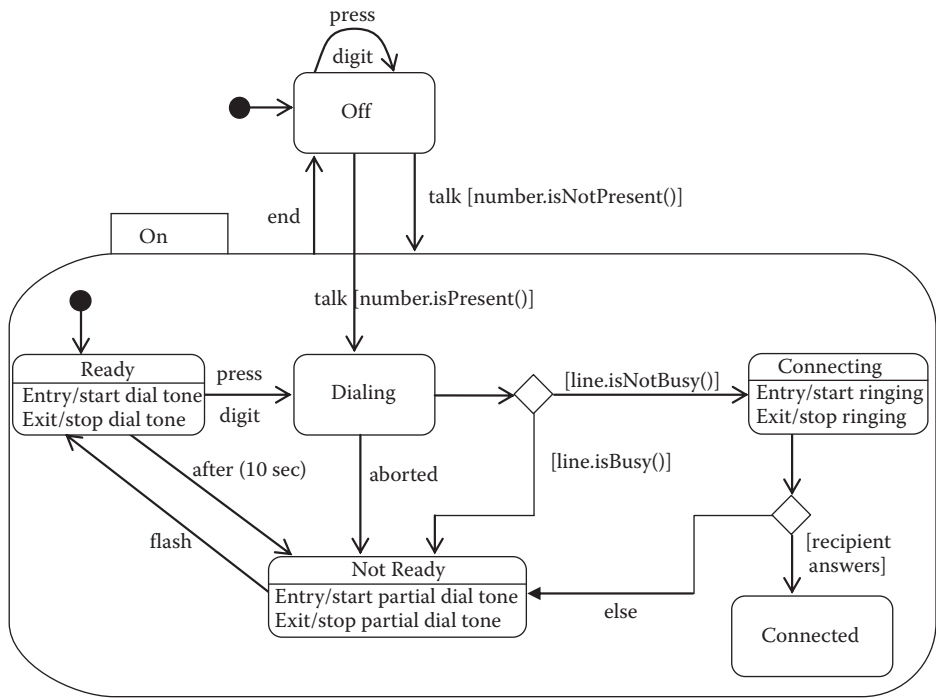 press
digit
Off
talk [number.isNotPresent()]
end
On
talk [number.isPresent()]
Ready
Entry/start dial tone
Exit/stop dial tone
press
digit
Dialing
[line.isNotBusy()]
Connecting
Entry/start ringing
Exit/stop ringing
[line.isBusy()]
after (10 sec)
aborted
flash
[recipient
answers]
Not Ready
Entry/start partial dial tone
Exit/stop partial dial tone
else
Connected